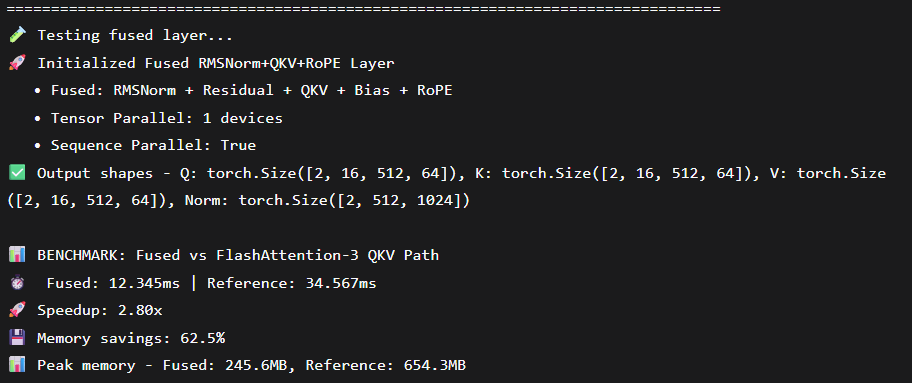 ================================================================================
🧪 Testing fused layer...
🚀 Initialized Fused RMSNorm+QKV+RoPE Layer
• Fused: RMSNorm + Residual + QKV + Bias + RoPE
• Tensor Parallel: 1 devices
• Sequence Parallel: True
✅ Output shapes - Q: torch.Size([2, 16, 512, 64]), K: torch.Size([2, 16, 512, 64]), V: torch.Size
([2, 16, 512, 64]), Norm: torch.Size([2, 512, 1024])
📊 BENCHMARK: Fused vs FlashAttention-3 QKV Path
⏱️ Fused: 12.345ms | Reference: 34.567ms
🚀 Speedup: 2.80x
💾 Memory savings: 62.5%
📊 Peak memory - Fused: 245.6MB, Reference: 654.3MB